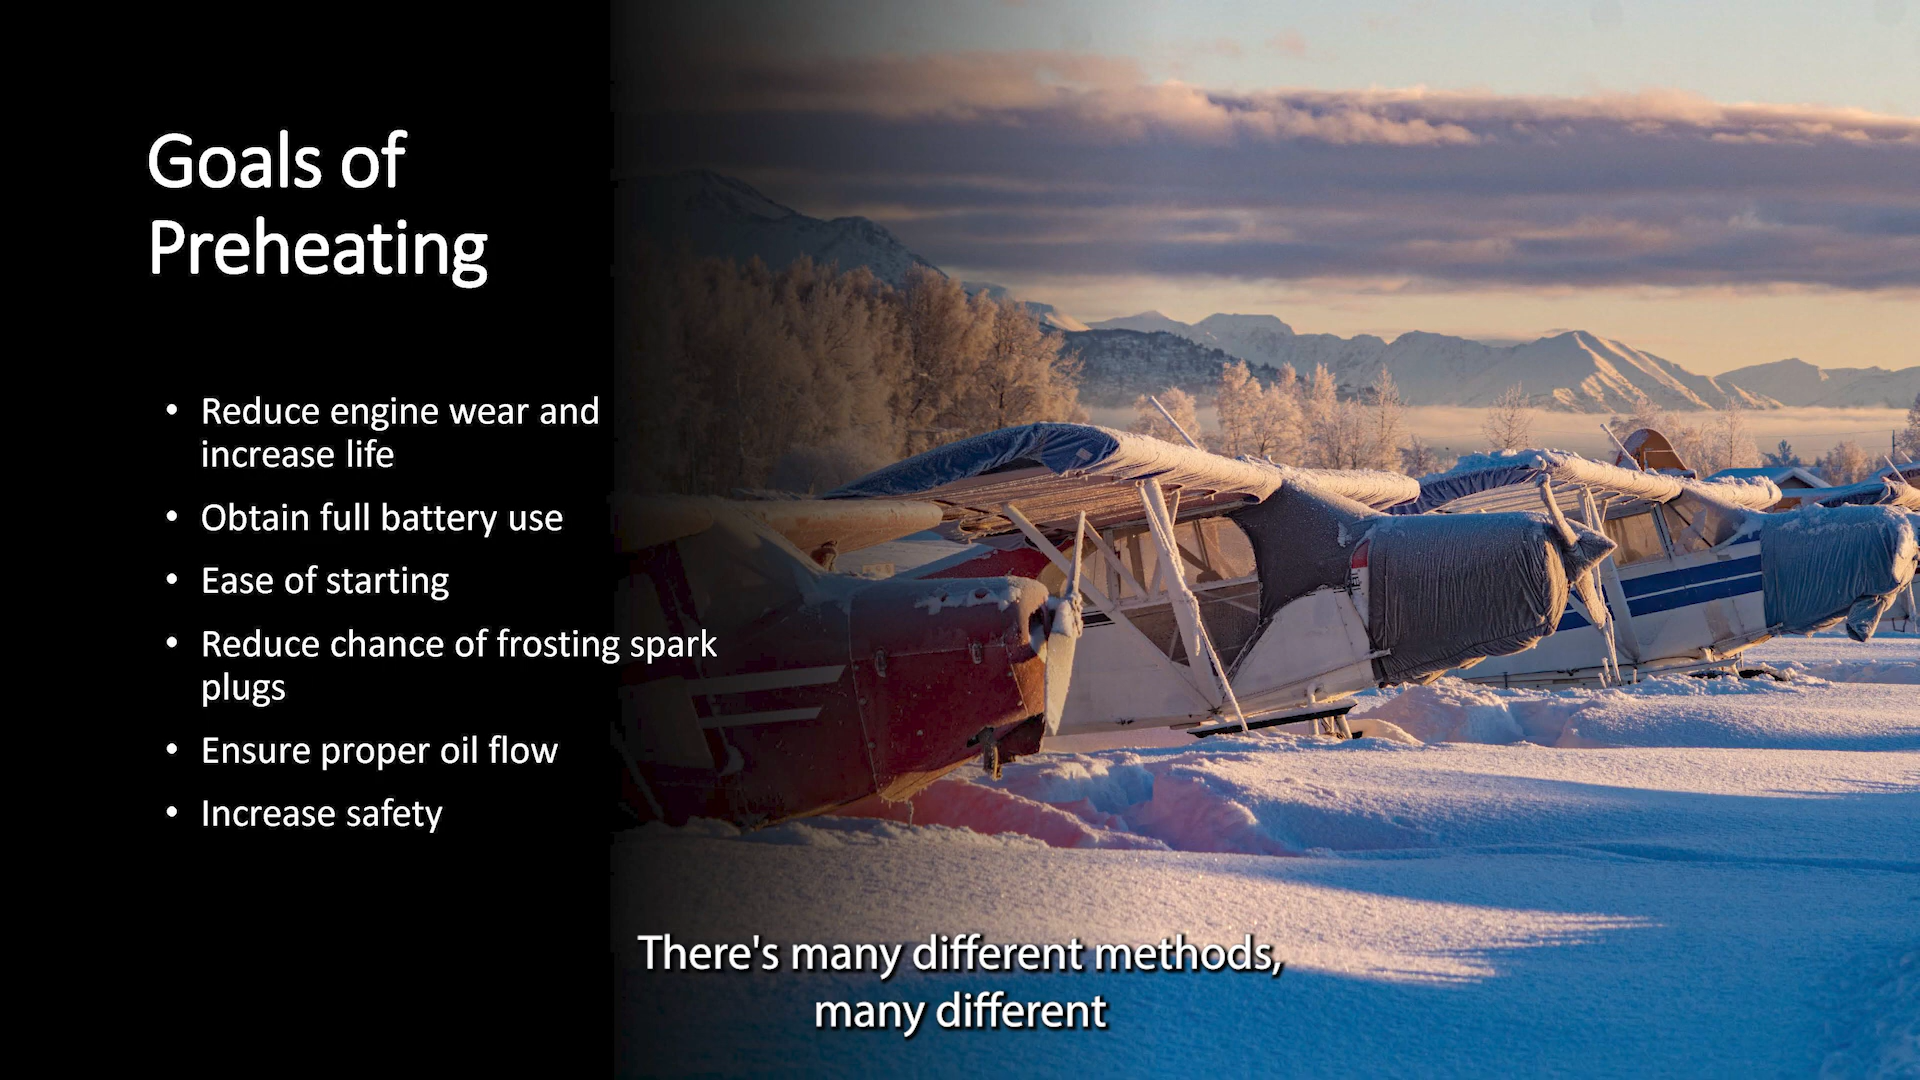 Goals of
Preheating
• Reduce engine wear and
increase life
• Obtain full battery use
• Ease of starting
• Reduce chance of frosting spark
plugs
• Ensure proper oil flow
• Increase safety
There's many different methods,
many different